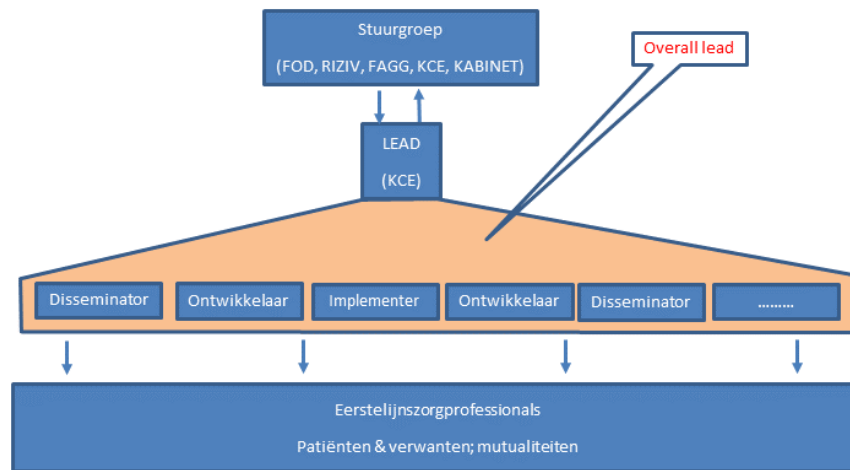 Stuurgroep
(FOD, RIZIV, FAGG, KCE, KABINET)
Overall lead
LEAD
(KCE)
Disseminator
Ontwikkelaar
Implementer
Ontwikkelaar
Disseminator
.........
Eerstelijnszorgprofessionals
Patiënten & verwanten; mutualiteiten